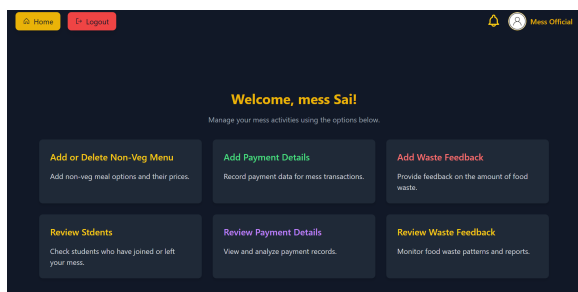 Home
Logout
Mess Official
Welcome, mess Sai!
Manage your mess activities using the options below.
Add or Delete Non-Veg Menu
Add non-veg meal options and their prices.
Add Payment Details
Record payment data for mess transactions.
Add Waste Feedback
Provide feedback on the amount of food
waste.
Review Stdents
Check students who have joined or left
your mess.
Review Payment Details
View and analyze payment records.
Review Waste Feedback
Monitor food waste patterns and reports.